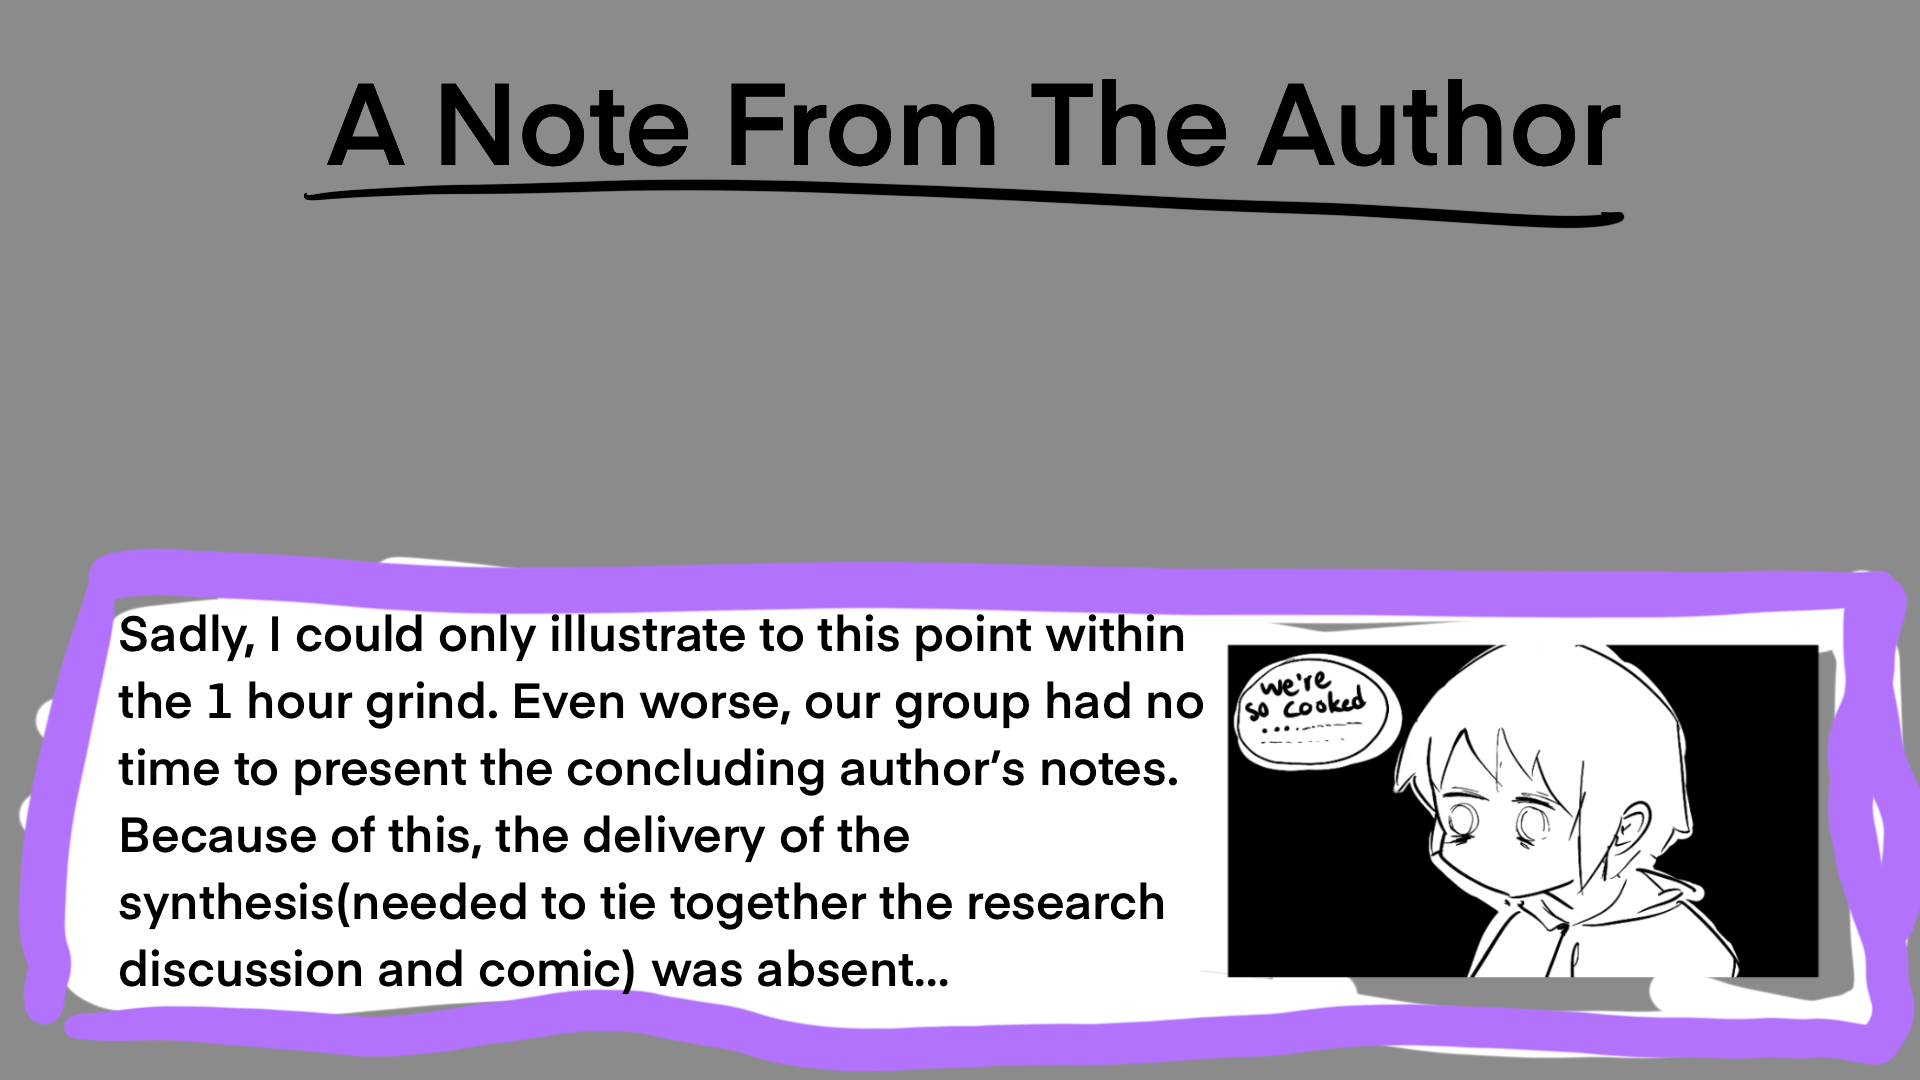 A Note From The Author
Sadly, I could only illustrate to this point within
the 1 hour grind. Even worse, our group had no
time to present the concluding author’s notes.
Because of this, the delivery of the
synthesis(needed to tie together the research
discussion and comic) was absent...
we're
so cooked
...